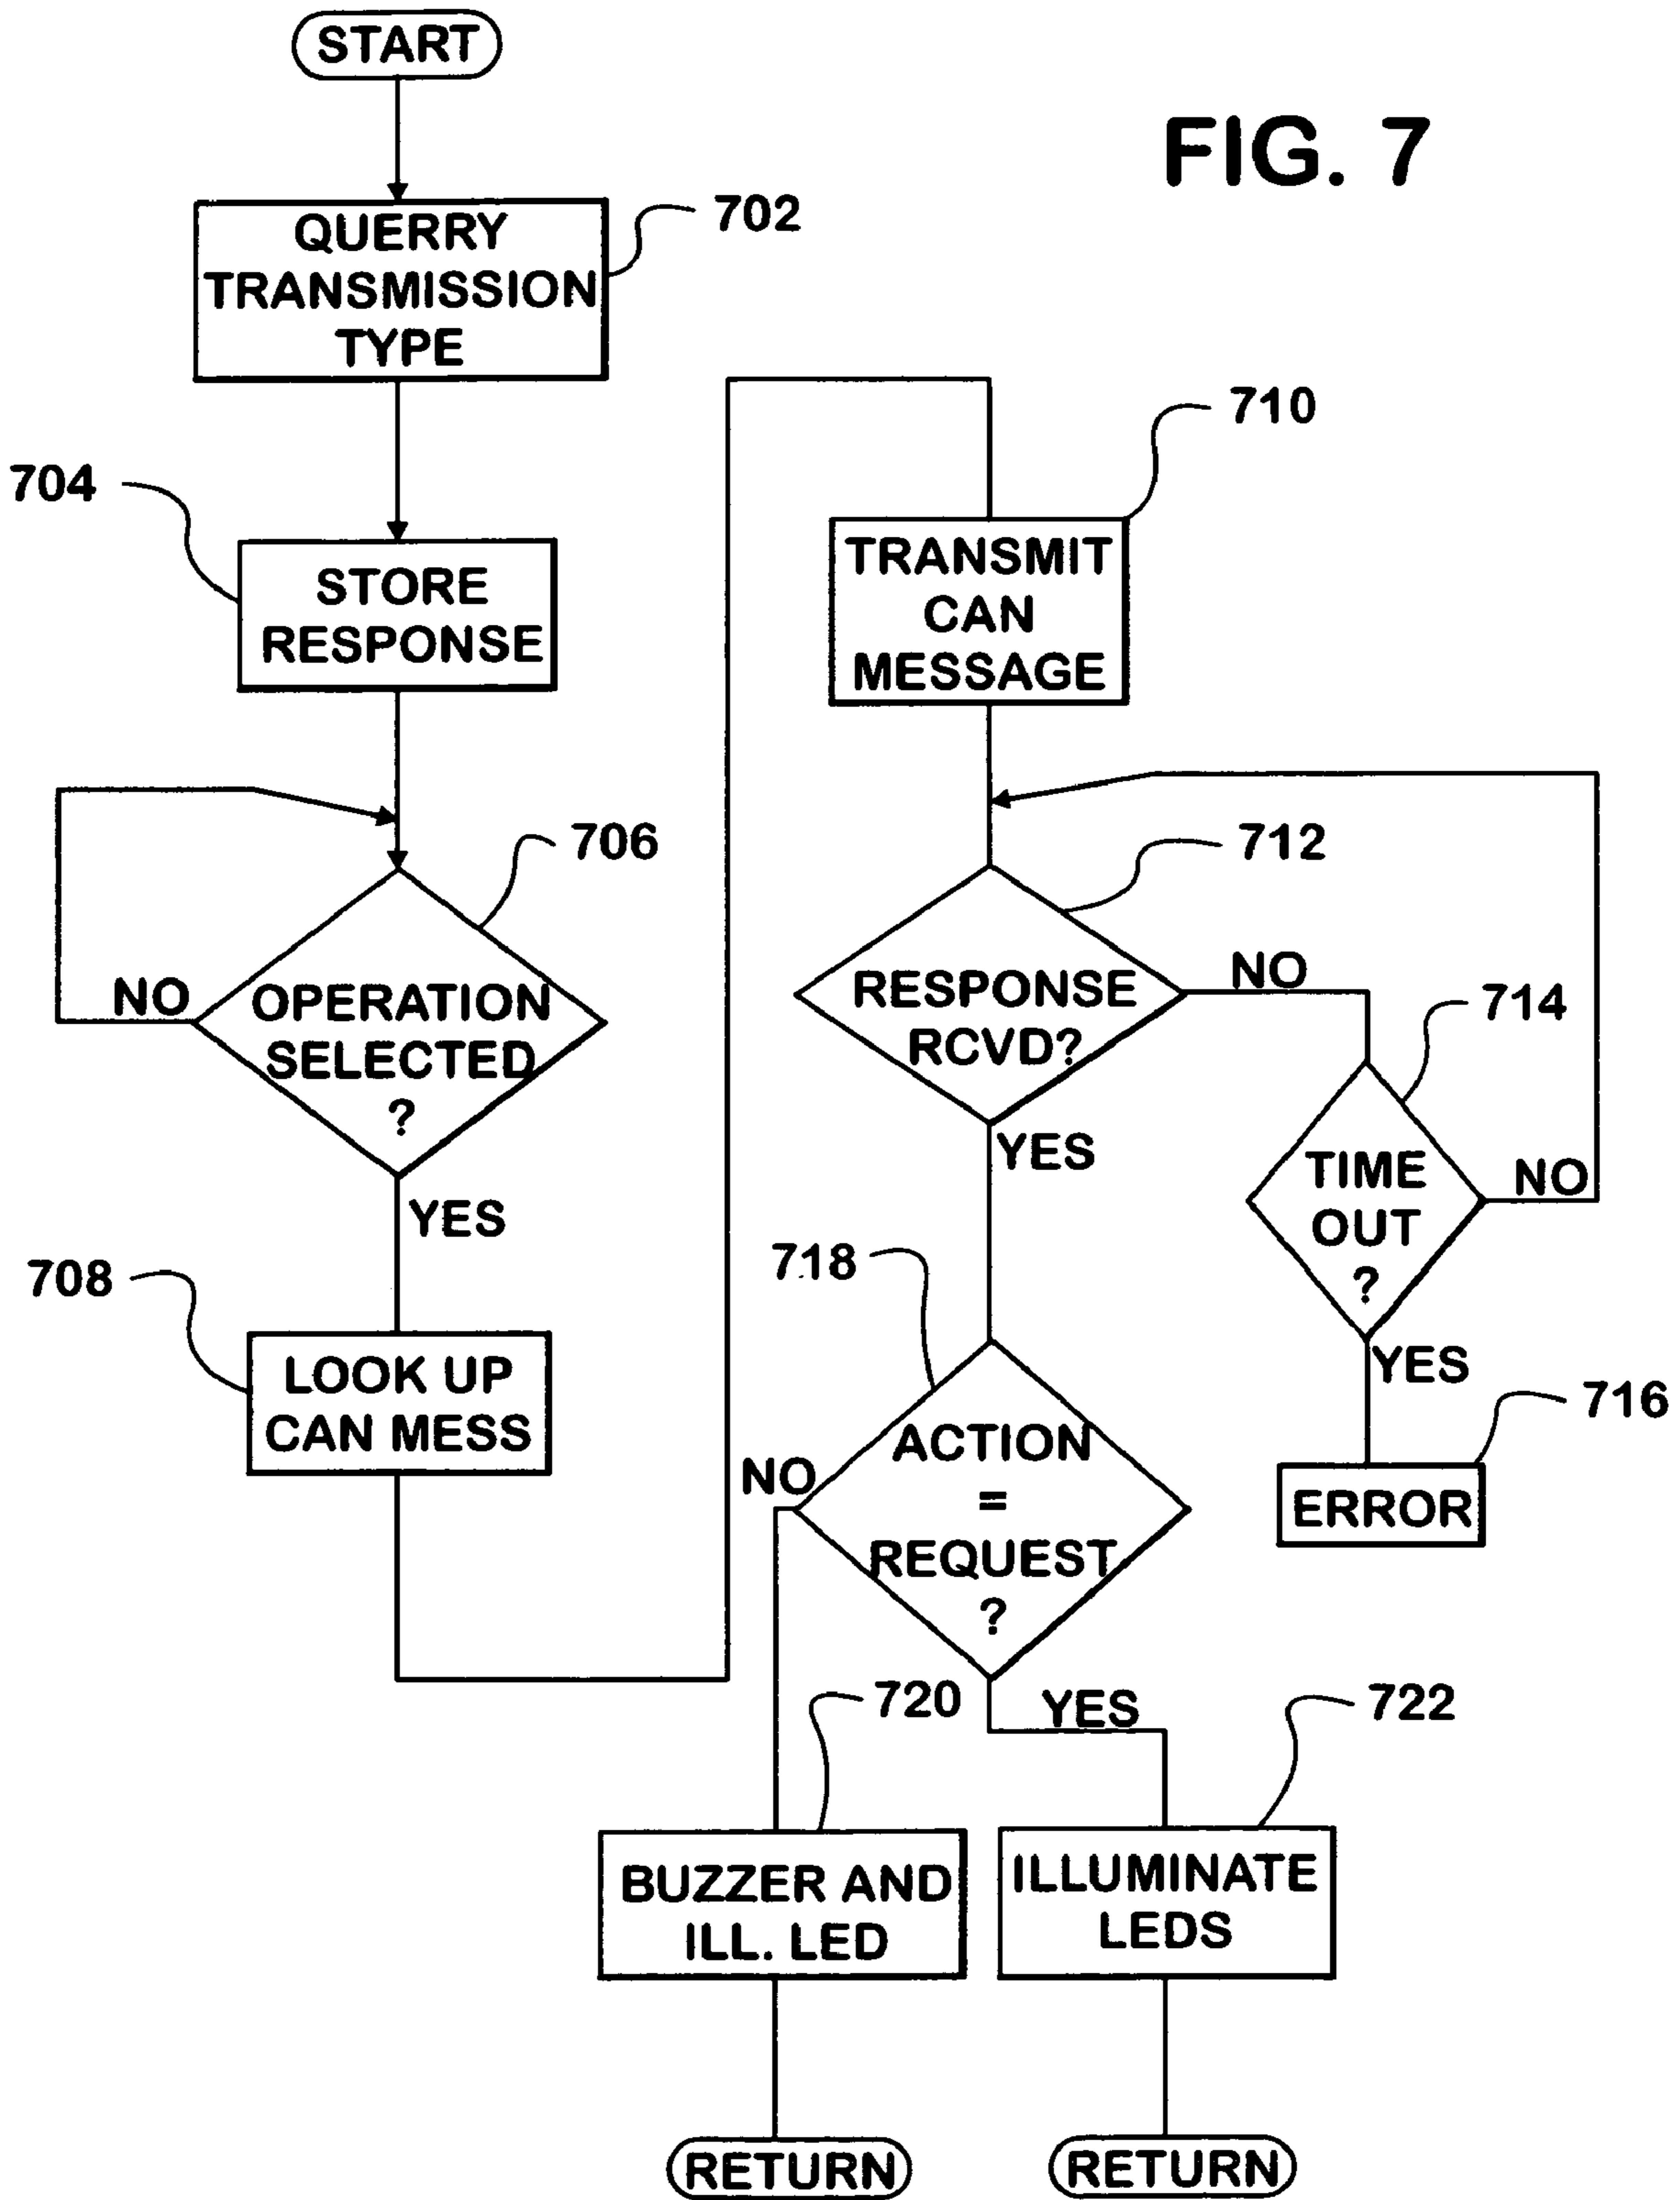 START
FIG. 7
702
QUERRY
TRANSMISSION
TYPE
704
STORE
RESPONSE
706
NO
OPERATION
SELECTED
?
YES
708
LOOK UP
CAN MESS
710
TRANSMIT
CAN
MESSAGE
712
RESPONSE
RCVD?
NO
YES
714
TIME
OUT
?
NO
YES
716
ERROR
718
ACTION
=
REQUEST
?
NO
YES
720
BUZZER AND
ILL. LED
722
ILLUMINATE
LEDS
RETURN
RETURN